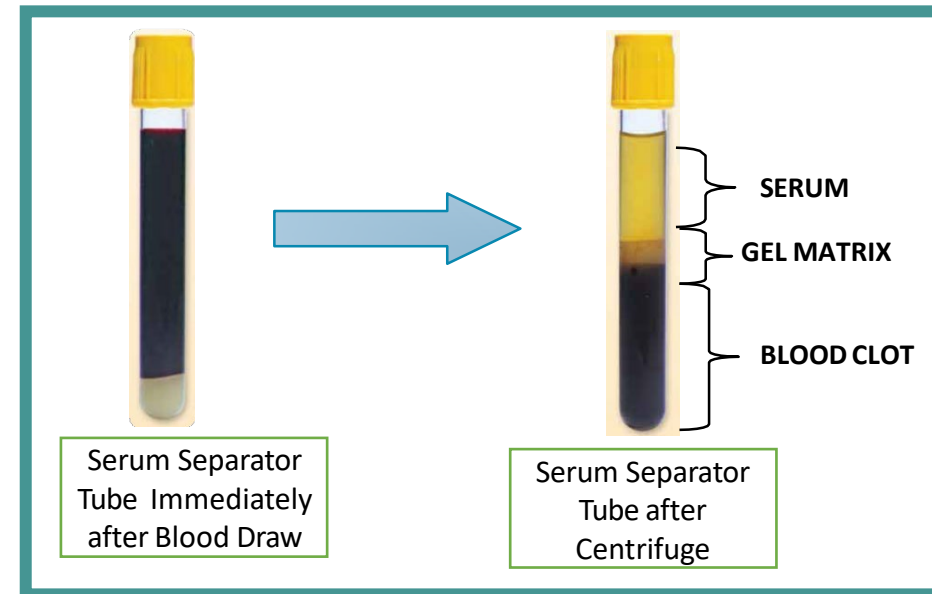 SERUM
GEL MATRIX
BLOOD CLOT
Serum Separator
Tube Immediately
after Blood Draw
Serum Separator
Tube after
Centrifuge